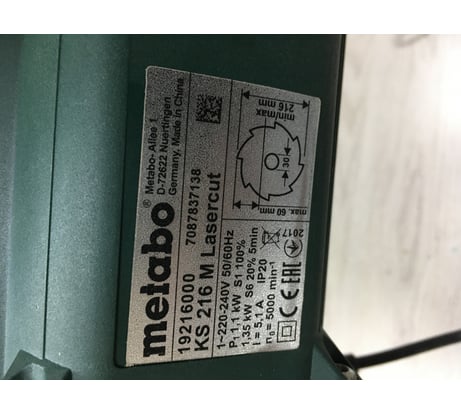 metabo®
Metabo-Allee 1
D-72622 Nuertingen
Germany, Made in China
19216000 7087837138
KS 216 M Lasercut
1~220-240V 50/60Hz
P₁ 1,1 kW S1 100%
1,35 kW S6 20% 5min
I = 5,1 A IP20
n₀ = 5000 min⁻¹
min/max
216 mm
30
max. 60 mm
2017
CE EAC